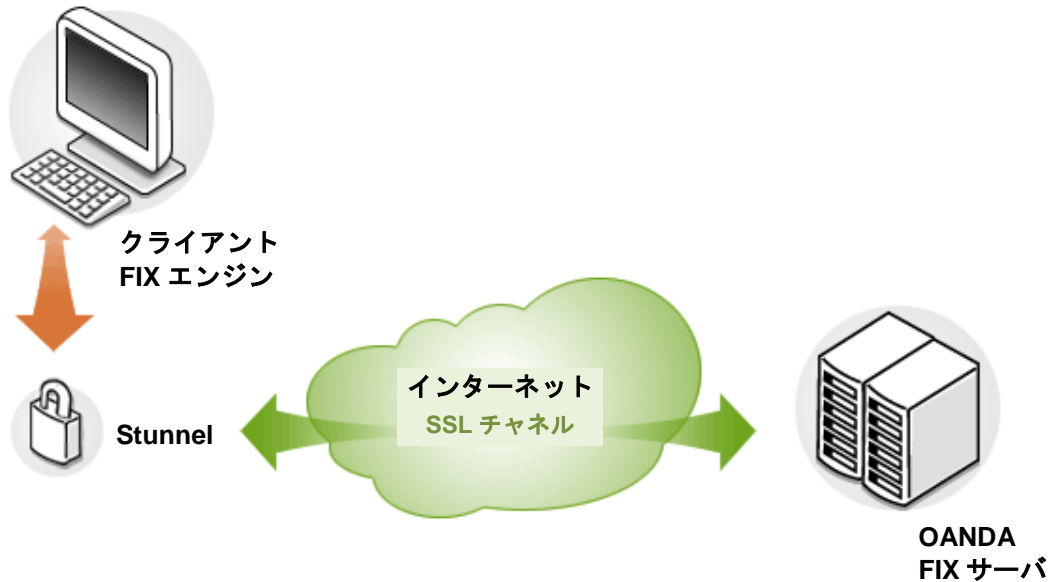 クライアント
FIX エンジン
インターネット
SSL チャネル
Stunnel
OANDA
FIX サーバ